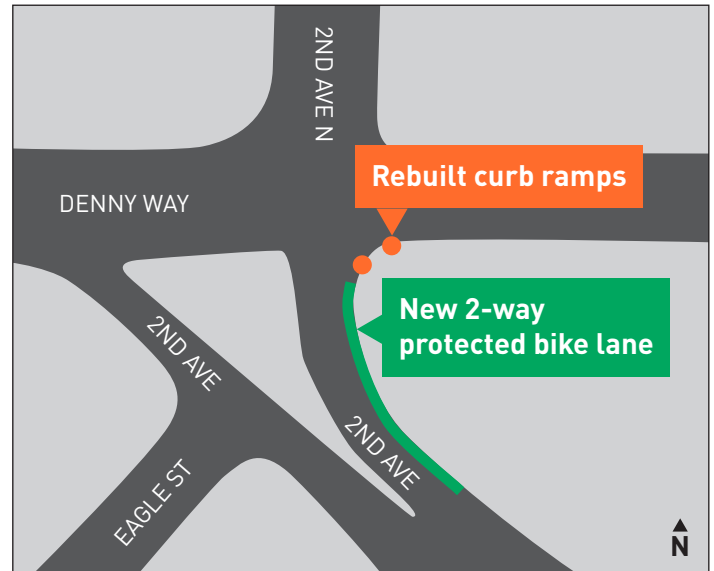 2ND AVE N
Rebuilt curb ramps
DENNY WAY
New 2-way
protected bike lane
2ND AVE
2ND AVE
EAGLE ST
N